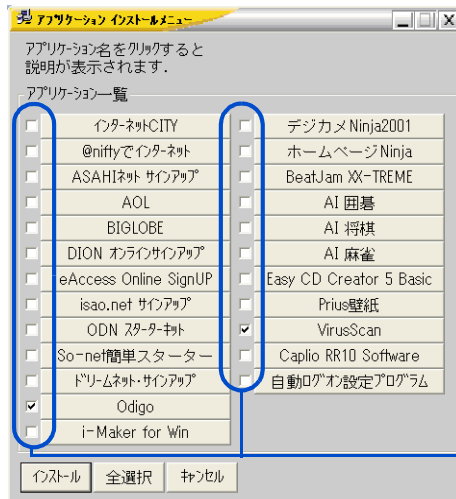 アプリケーション インストールメニュー
アプリケーション名をクリックすると
説明が表示されます.
アプリケーション一覧
インターネットCITY
@niftyでインターネット
ASAHIネット サインアップ
AOL
BIGLOBE
DION オンラインサインアップ
eAccess Online SignUP
isao.net サインアップ
ODN スターターキット
So-net簡単スターター
ドリームネット・サインアップ
Odigo
i-Maker for Win
デジカメNinja2001
ホームページNinja
BeatJam XX-TREME
AI 囲碁
AI 将棋
AI 麻雀
Easy CD Creator 5 Basic
Prius壁紙
VirusScan
Caplio RR10 Software
自動ログオン設定プログラム
インストール
全選択
キャンセル